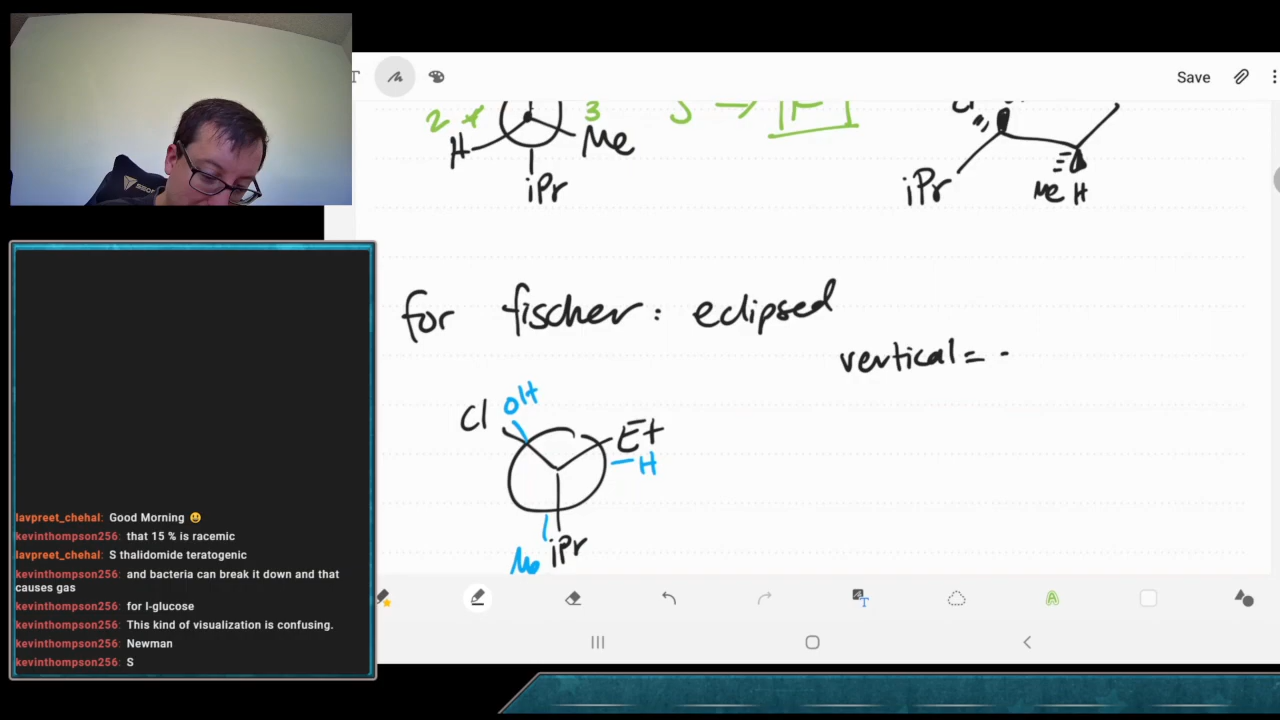 T
Save
2
3
S →
H
Me
iPr
Cl
iPr
Me H
for fischer: eclipsed
vertical = -
Cl
OH
Et
H
Me
iPr
lavpreet_chehal: Good Morning 😃
kevinthompson256: that 15 % is racemic
lavpreet_chehal: S thalidomide teratogenic
kevinthompson256: and bacteria can break it down and that
causes gas
kevinthompson256: for l-glucose
kevinthompson256: This kind of visualization is confusing.
kevinthompson256: Newman
kevinthompson256: S